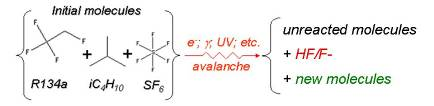 Initial molecules
F F F F + + F F S F F F F
R134a iC4H10 SF6
e-; γ; UV; etc.
avalanche
unreacted molecules
+ HF/F-
+ new molecules